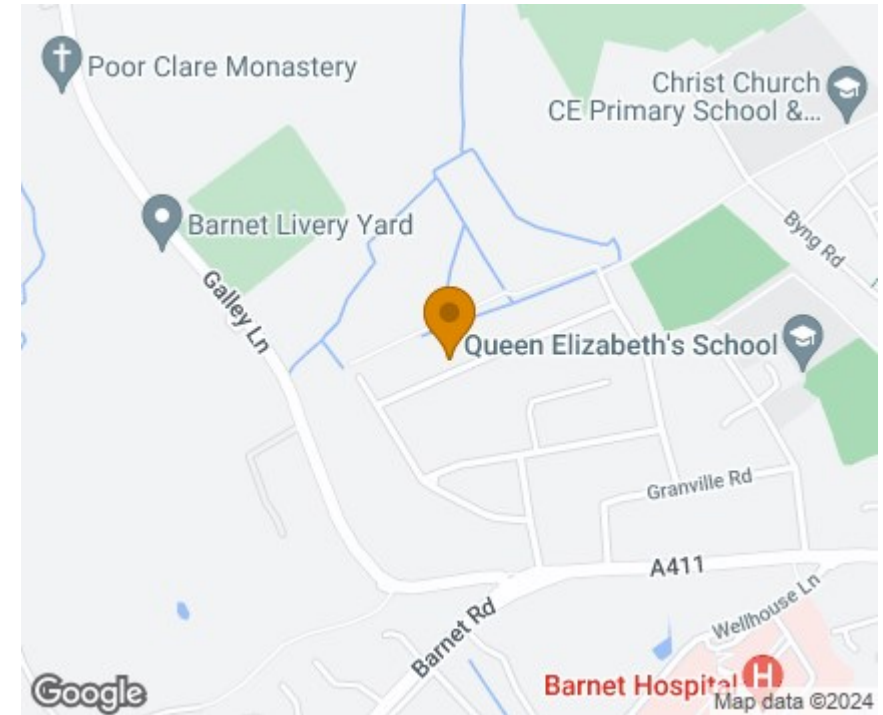 Poor Clare Monastery
Christ Church
CE Primary School &...
Barnet Livery Yard
Byng Rd
Galley Ln
Queen Elizabeth's School
Granville Rd
A411
Wellhouse Ln
Barnet Rd
Barnet Hospital
H
Google
Map data ©2024